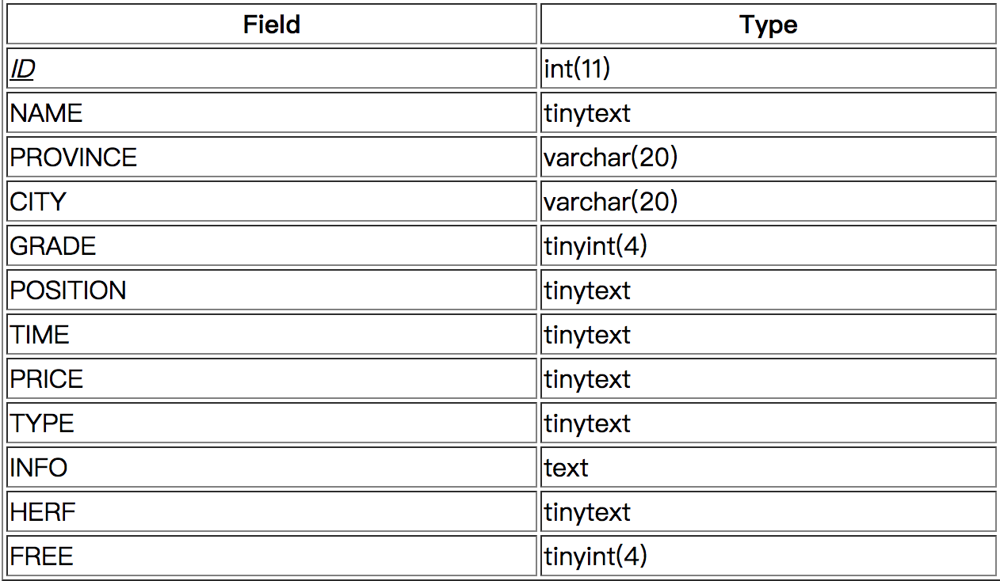 Field Type
ID int(11)
NAME tinytext
PROVINCE varchar(20)
CITY varchar(20)
GRADE tinyint(4)
POSITION tinytext
TIME tinytext
PRICE tinytext
TYPE tinytext
INFO text
HERF tinytext
FREE tinyint(4)